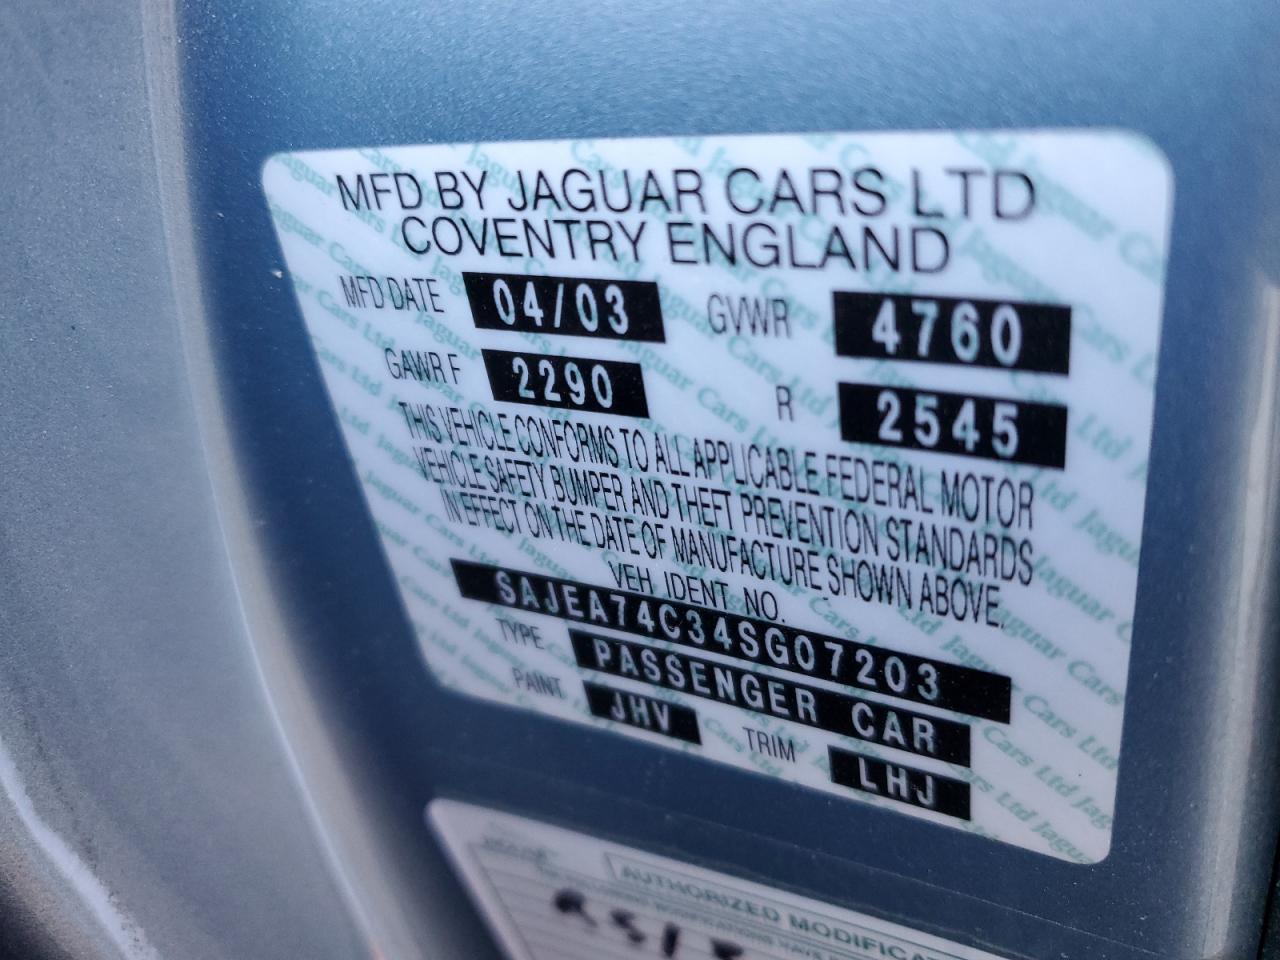 MFD BY JAGUAR CARS LTD
COVENTRY ENGLAND
MFD DATE 04/03 GVWR 4760
GAWR F 2290 R 2545
THIS VEHICLE CONFORMS TO ALL APPLICABLE FEDERAL MOTOR
VEHICLE SAFETY, BUMPER AND THEFT PREVENTION STANDARDS
IN EFFECT ON THE DATE OF MANUFACTURE SHOWN ABOVE.
VEH. IDENT. NO.
SAJEA74C34SG07203
TYPE PASSENGER CAR
PAINT JHV TRIM LHJ
AUTHORIZED MODIFICAT